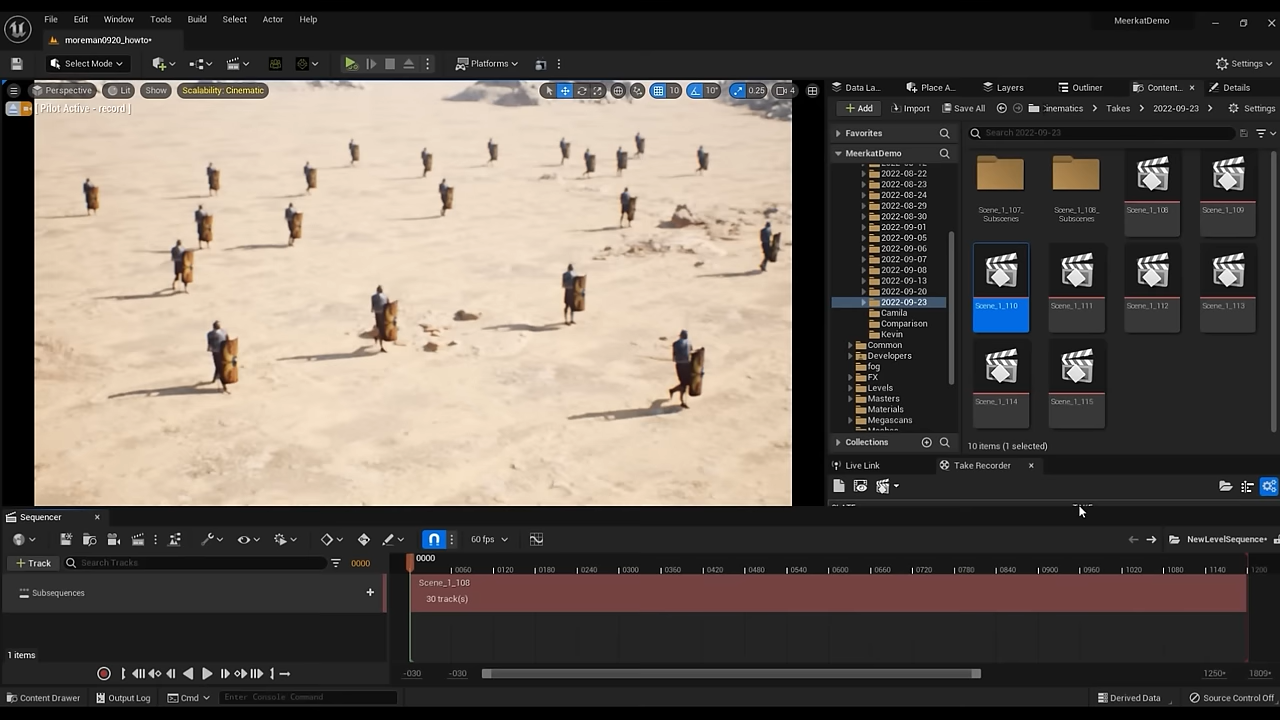 File Edit Window Tools Build Select Actor Help
MeerkatDemo
moreman0920_howto•
Select Mode
Platforms
Settings
Perspective Lit Show Scalability: Cinematic
10 10° 0.25 4
[ Pilot Active - record ]
Data La... Place A... Layers Outliner Content... Details
Add Import Save All Cinematics Takes 2022-09-23 Settings
Favorites
Search 2022-09-23
MeerkatDemo
2022-08-22
2022-08-23
2022-08-24
2022-08-29
2022-08-30
2022-09-01
2022-09-05
2022-09-06
2022-09-07
2022-09-08
2022-09-13
2022-09-20
2022-09-23
Camila
Comparison
Kevin
Common
Developers
fog
FX
Levels
Masters
Materials
Megascans
Collections
Scene_1_107_
Subscenes
Scene_1_108_
Subscenes
Scene_1_108
Scene_1_109
Scene_1_110
Scene_1_111
Scene_1_112
Scene_1_113
Scene_1_114
Scene_1_115
10 items (1 selected)
Live Link Take Recorder
Sequencer
60 fps
NewLevelSequence•
+ Track Search Tracks 0000
0000
0060 0120 0180 0240 0300 0360 0420 0480 0540 0600 0660 0720 0780 0840 0900 0960 1020 1080 1140 1200
Subsequences
Scene_1_108
30 track(s)
1 items
-030 -030 1250+ 1809+
Content Drawer Output Log Cmd Enter Console Command
Derived Data Source Control Off